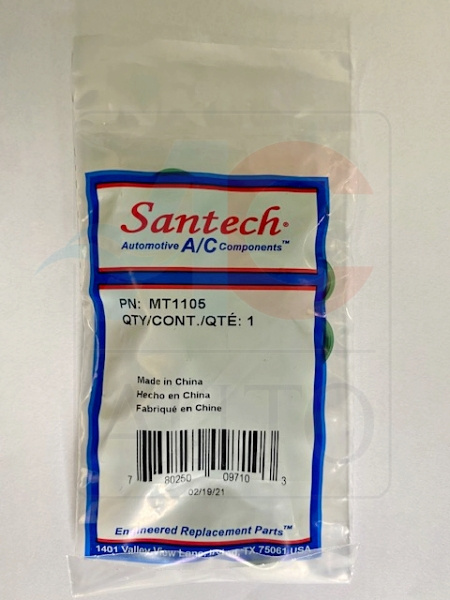 Santech®
Automotive A/C Components™
PN: MT1105
QTY/CONT./QTÉ: 1
Made in China
Hecho en China
Fabriqué en Chine
7 80250 09710 3
02/19/21
Engineered Replacement Parts™
1401 Valley View Lane, TX 75061 USA
AUTO